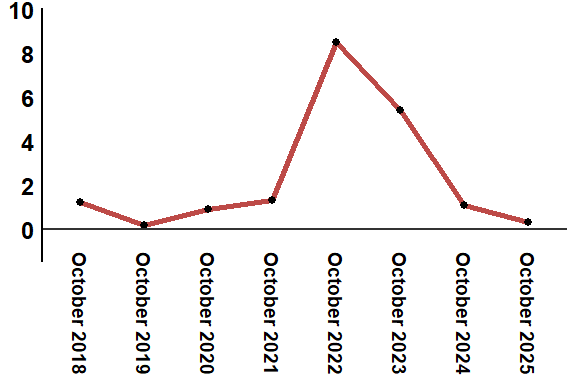 10
8
6
4
2
0
October 2018
October 2019
October 2020
October 2021
October 2022
October 2023
October 2024
October 2025